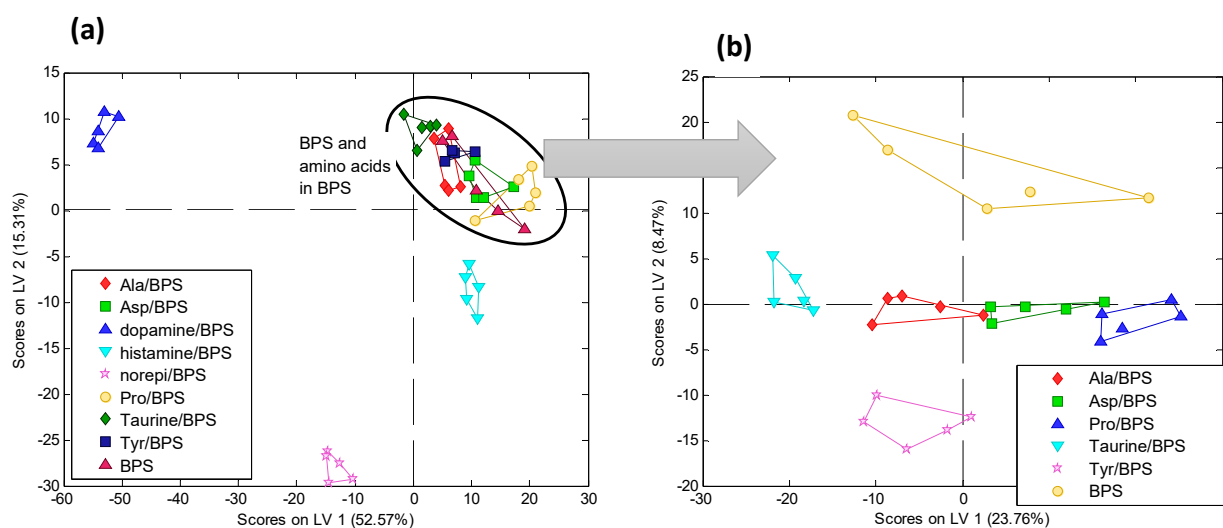 (a)
(b)
15
10
5
0
-5
-10
-15
-20
-25
-30
Scores on LV 2 (15.31%)
BPS and
amino acids
in BPS
Ala/BPS
Asp/BPS
dopamine/BPS
histamine/BPS
norepi/BPS
Pro/BPS
Taurine/BPS
Tyr/BPS
BPS
-60 -50 -40 -30 -20 -10 0 10 20 30
Scores on LV 1 (52.57%)
25
20
15
10
5
0
-5
-10
-15
-20
Scores on LV 2 (8.47%)
Ala/BPS
Asp/BPS
Pro/BPS
Taurine/BPS
Tyr/BPS
BPS
-30 -20 -10 0
Scores on LV 1 (23.76%)